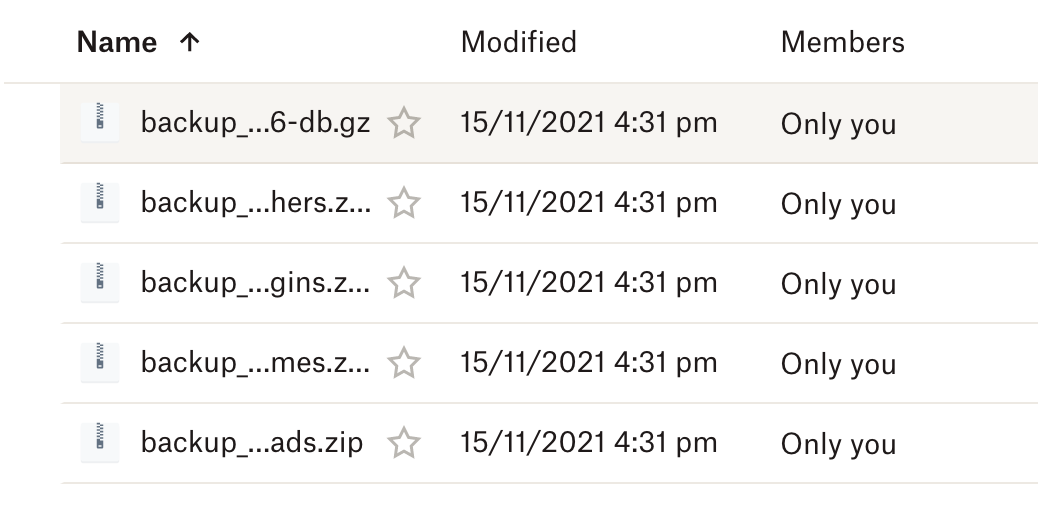 Name ↑ Modified Members
backup_...6-db.gz 15/11/2021 4:31 pm Only you
backup_...hers.z... 15/11/2021 4:31 pm Only you
backup_...gins.z... 15/11/2021 4:31 pm Only you
backup_...mes.z... 15/11/2021 4:31 pm Only you
backup_...ads.zip 15/11/2021 4:31 pm Only you